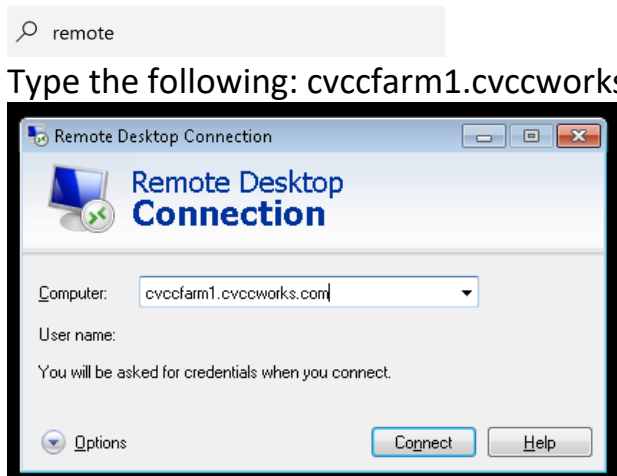 remote
Type the following: cvccfarm1.cvccworks
Remote Desktop Connection
Remote Desktop
Connection
Computer: cvccfarm1.cvccworks.com
User name:
You will be asked for credentials when you connect.
Options Connect Help